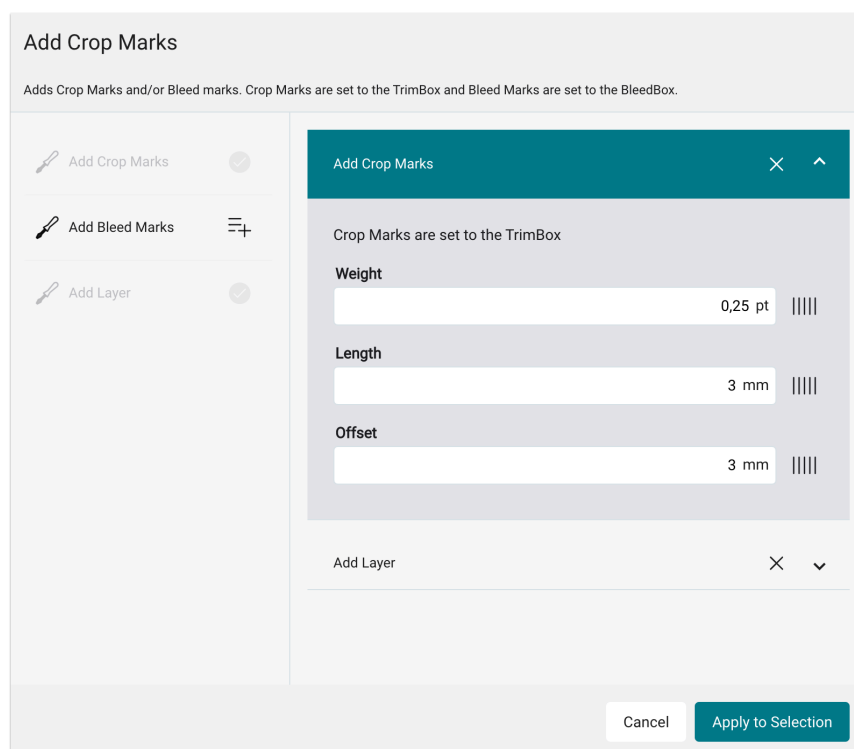 Add Crop Marks
Adds Crop Marks and/or Bleed marks. Crop Marks are set to the TrimBox and Bleed Marks are set to the BleedBox.
Add Crop Marks
Add Bleed Marks
Add Layer
Add Crop Marks
Crop Marks are set to the TrimBox
Weight
0,25 pt
Length
3 mm
Offset
3 mm
Add Layer
Cancel
Apply to Selection